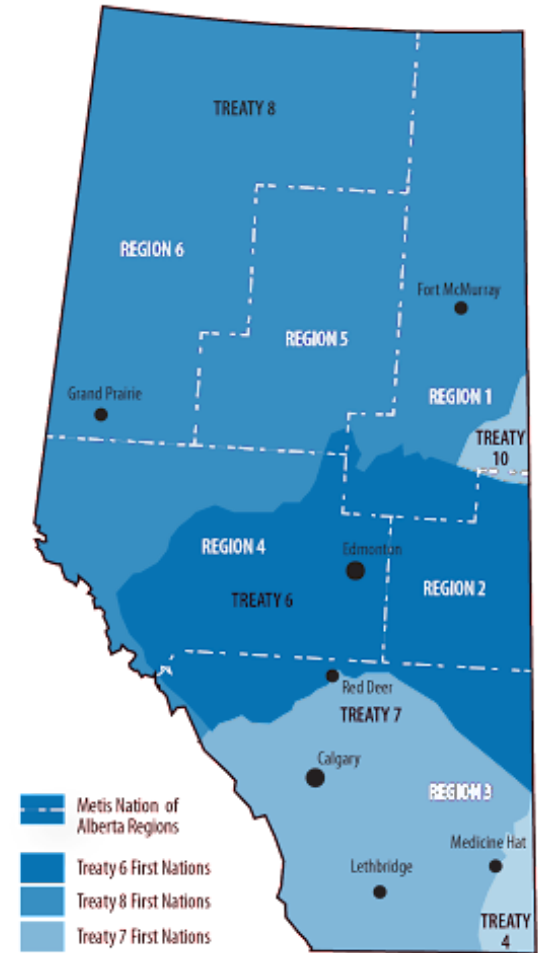 TREATY 8
REGION 6
Fort McMurray
REGION 5
Grand Prairie
REGION 1
TREATY
10
REGION 4
Edmonton
REGION 2
TREATY 6
Red Deer
TREATY 7
Calgary
REGION 3
Medicine Hat
Lethbridge
TREATY
4
Metis Nation of
Alberta Regions
Treaty 6 First Nations
Treaty 8 First Nations
Treaty 7 First Nations